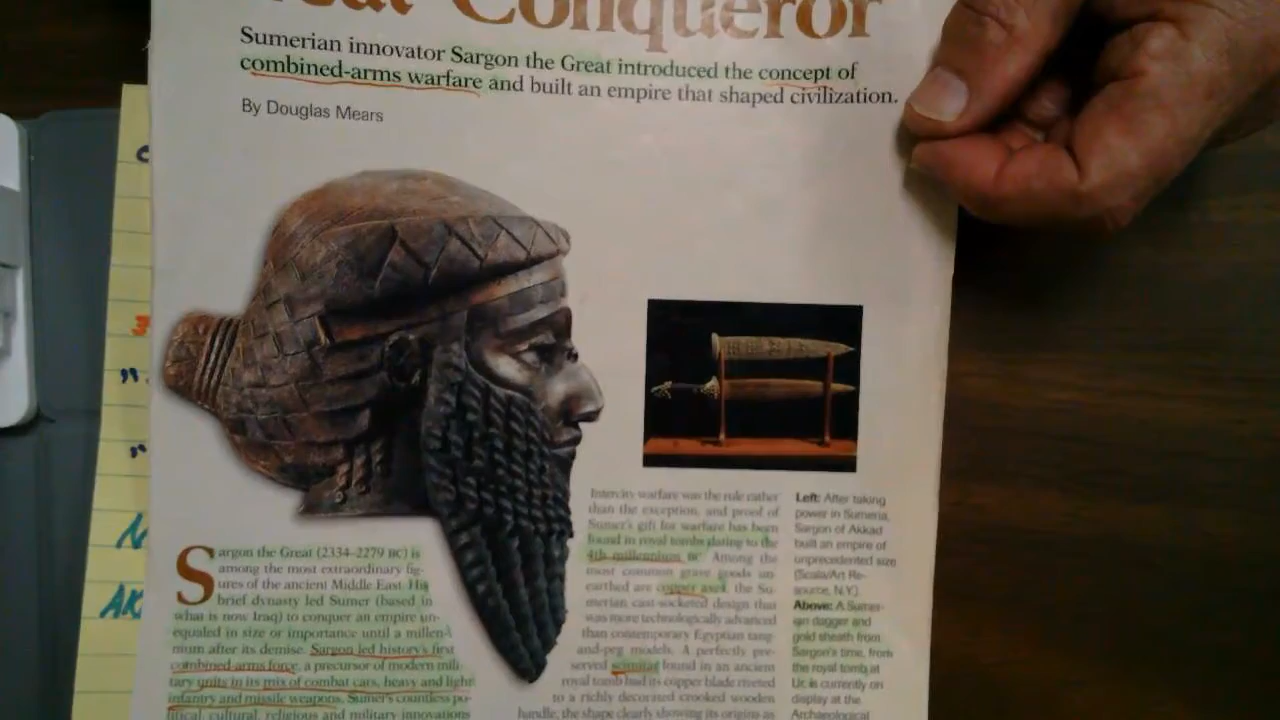 Conqueror
Sumerian innovator Sargon the Great introduced the concept of
combined-arms warfare and built an empire that shaped civilization.
By Douglas Mears
Sargon the Great (2334–2279 BC) is
among the most extraordinary fig-
ures of the ancient Middle East. His
brief dynasty led Sumer (based in
what is now Iraq) to conquer an empire un-
equaled in size or importance until a millen-
nium after its demise. Sargon led history's first
combined-arms force, a precursor of modern mili-
tary units in its mix of combat cars, heavy and light
infantry and missile weapons. Sumer's countless po-
litical, cultural, religious and military innovations
Intercity warfare was the rule rather
than the exception, and proof of
Sumer's gift for warfare has been
found in royal tombs dating to the
4th millennium BC. Among the
most common grave goods un-
earthed are copper axes, the Su-
merian cast-socketed design that
was more technologically advanced
than contemporary Egyptian tang-
and-peg models. A perfectly pre-
served scimitar found in an ancient
royal tomb had its copper blade riveted
to a richly decorated crooked wooden
handle, the shape clearly showing its origins as
Left: After taking
power in Sumeria,
Sargon of Akkad
built an empire of
unprecedented size
(Scala/Art Re-
source, N.Y.).
Above: A Sumer-
ian dagger and
gold sheath from
Sargon's time, from
the royal tomb at
Ur, is currently on
display at the
Archaeological